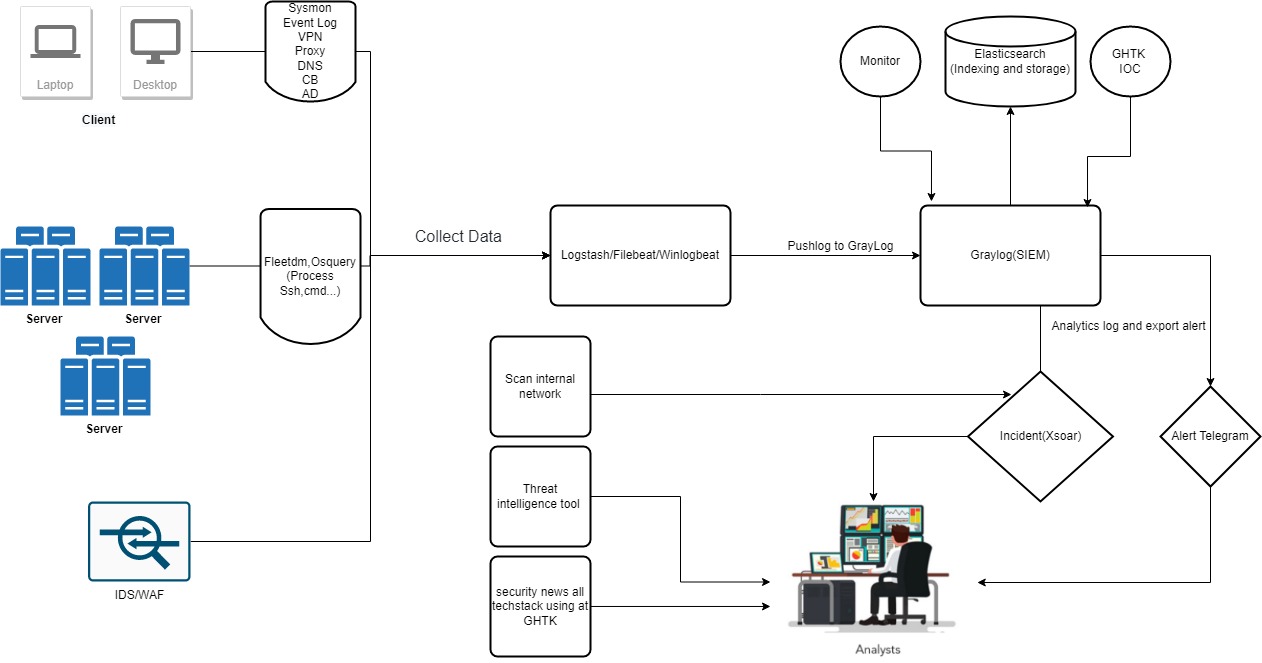 Laptop
Desktop
Client
Sysmon
Event Log
VPN
Proxy
DNS
CB
AD
Monitor
Elasticsearch
(Indexing and storage)
GHTK
IOC
Server
Server
Server
Fleetdm,Osquery
(Process
Ssh,cmd...)
Collect Data
Logstash/Filebeat/Winlogbeat
Pushlog to GrayLog
Graylog(SIEM)
Analytics log and export alert
Scan internal
network
Incident(Xsoar)
Alert Telegram
Threat
intelligence tool
security news all
techstack using at
GHTK
IDS/WAF
Analysts